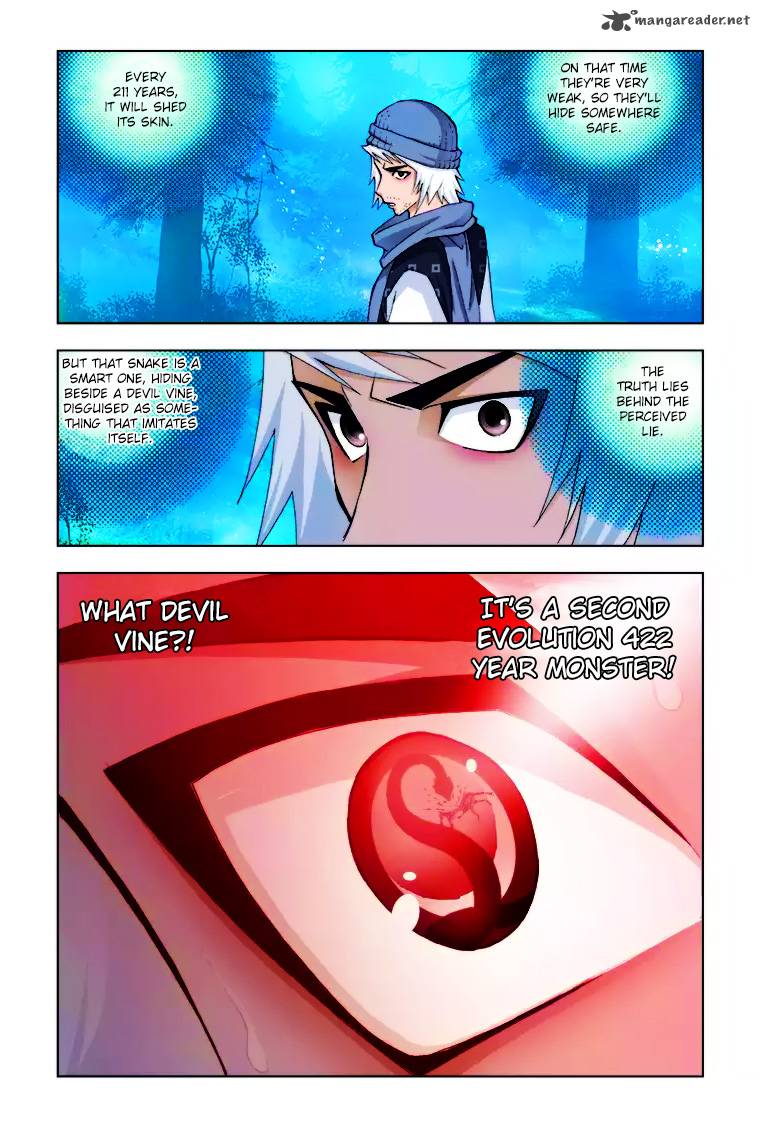 mangareader.net
EVERY
211 YEARS,
IT WILL SHED
ITS SKIN.
ON THAT TIME
THEY'RE VERY
WEAK, SO THEY'LL
HIDE SOMEWHERE
SAFE.
BUT THAT SNAKE IS A
SMART ONE, HIDING
BESIDE A DEVIL VINE,
DISGUISED AS SOME-
THING THAT IMITATES
ITSELF.
THE
TRUTH LIES
BEHIND THE
PERCEIVED
LIE.
WHAT DEVIL
VINE?!
IT'S A SECOND
EVOLUTION 422
YEAR MONSTER!